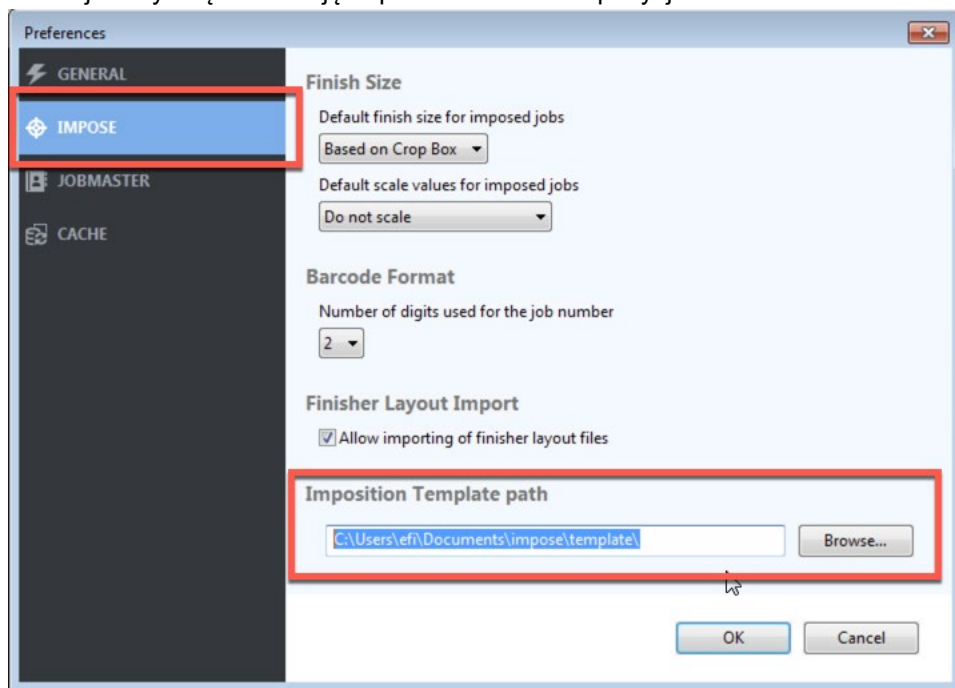 Preferences
GENERAL
IMPOSE
JOBMASTER
CACHE
Finish Size
Default finish size for imposed jobs
Based on Crop Box
Default scale values for imposed jobs
Do not scale
Barcode Format
Number of digits used for the job number
2
Finisher Layout Import
Allow importing of finisher layout files
Imposition Template path
C:\Users\efi\Documents\impose\template\
Browse...
OK
Cancel